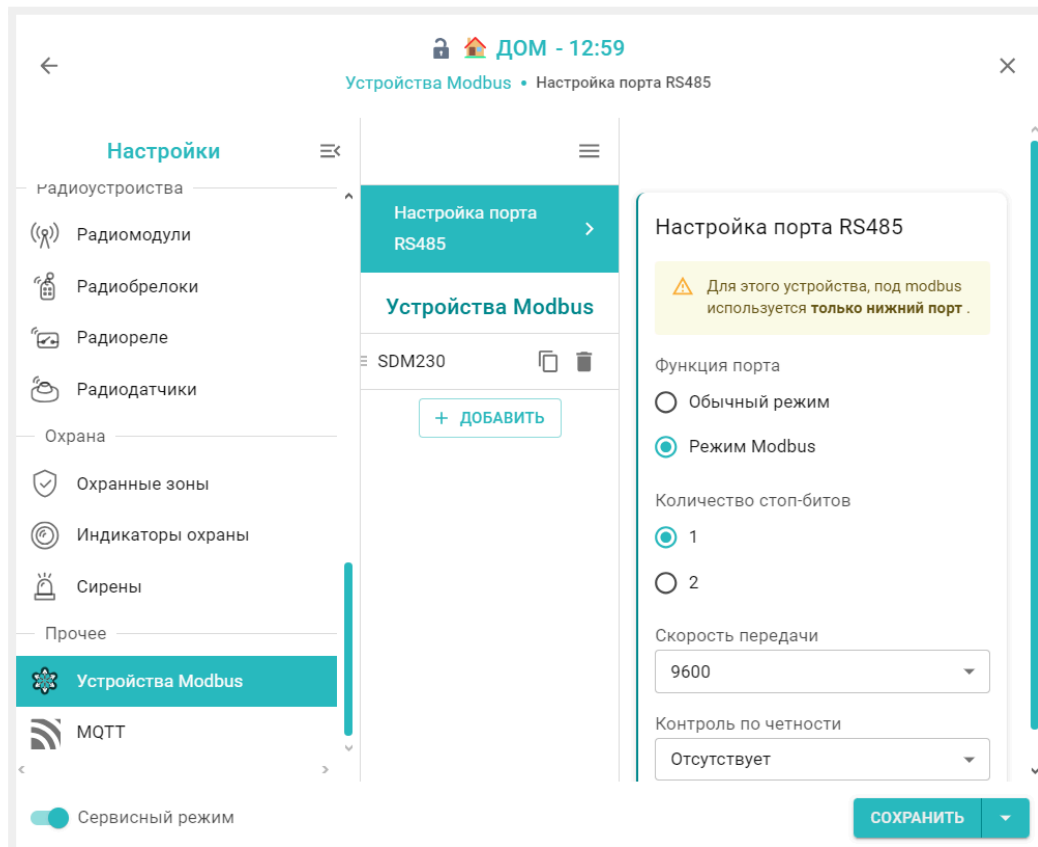 ДОМ - 12:59
Устройства Modbus • Настройка порта RS485
Настройки
Радиоустройства
Радиомодули
Радиобрелоки
Радиореле
Радиодатчики
Охрана
Охранные зоны
Индикаторы охраны
Сирены
Прочее
Устройства Modbus
MQTT
Настройка порта
RS485
Устройства Modbus
SDM230
+ ДОБАВИТЬ
Настройка порта RS485
Для этого устройства, под modbus
используется только нижний порт .
Функция порта
Обычный режим
Режим Modbus
Количество стоп-битов
1
2
Скорость передачи
9600
Контроль по четности
Отсутствует
Сервисный режим
СОХРАНИТЬ